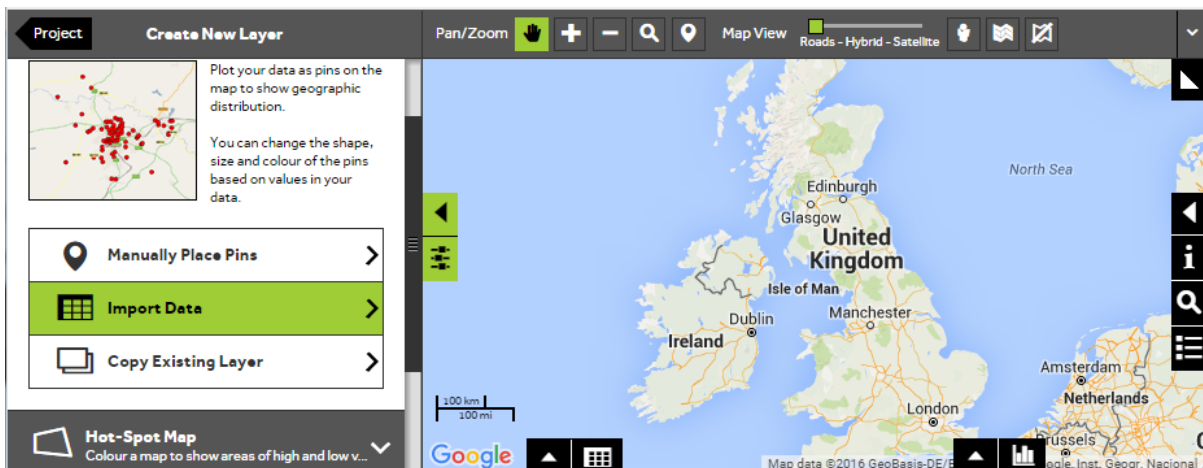 Project
Create New Layer
Pan/Zoom
Map View
Roads - Hybrid - Satellite
Plot your data as pins on the
map to show geographic
distribution.
You can change the shape,
size and colour of the pins
based on values in your
data.
Manually Place Pins
Import Data
Copy Existing Layer
Hot-Spot Map
Colour a map to show areas of high and low v...
North Sea
Edinburgh
Glasgow
United
Kingdom
Isle of Man
Dublin
Manchester
Ireland
Amsterdam
Netherlands
London
Brussels
100 km
100 mi
Google
Map data ©2016 GeoBasis-DE/B
ogle, Inst. Geogr. Nacional